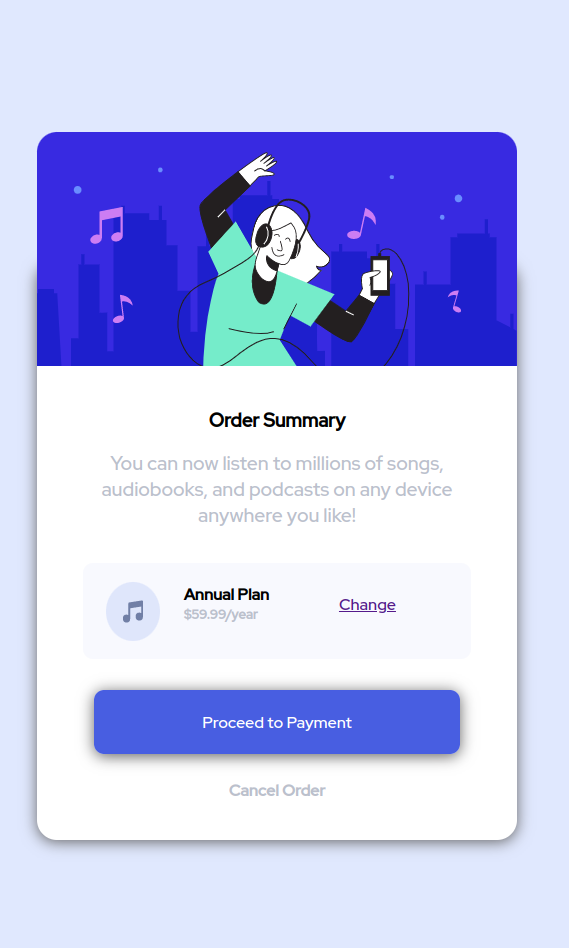 Order Summary
You can now listen to millions of songs,
audiobooks, and podcasts on any device
anywhere you like!
Annual Plan
$59.99/year
Change
Proceed to Payment
Cancel Order